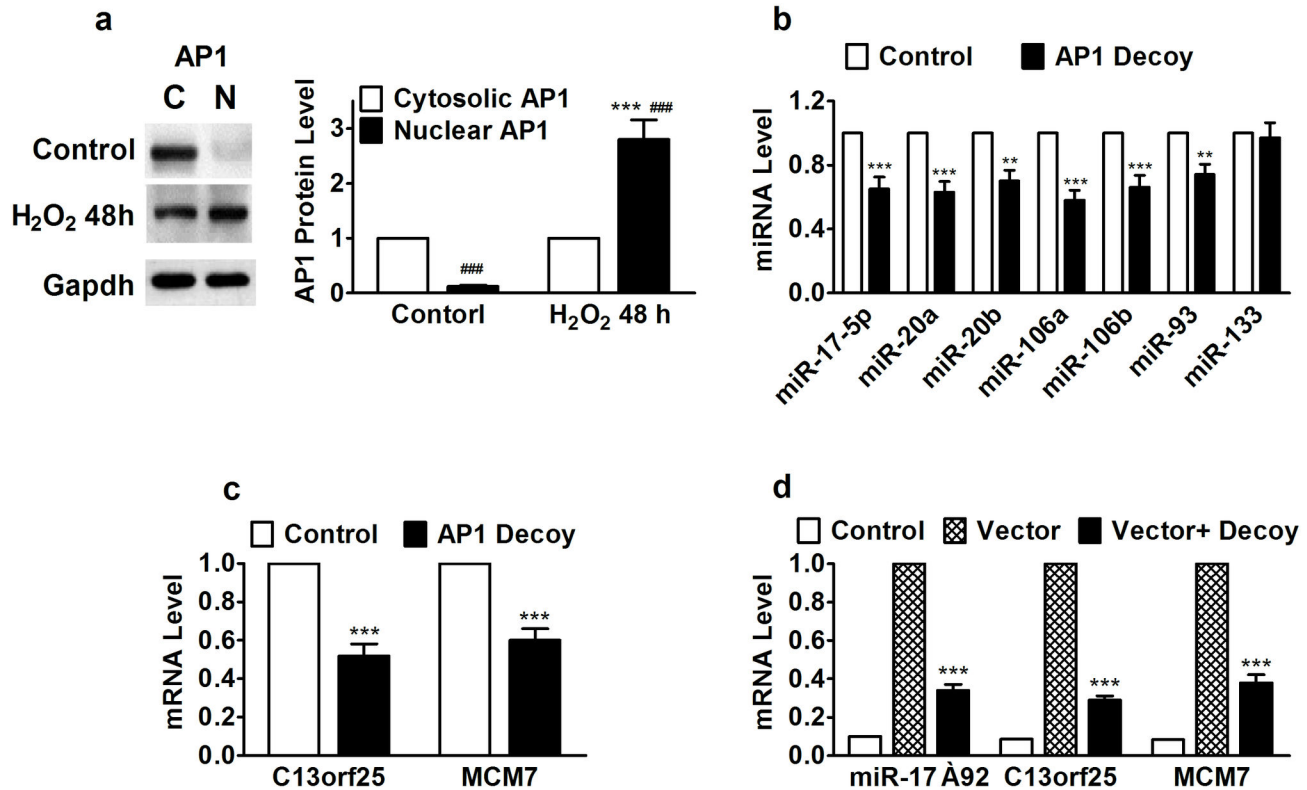 a
AP1
C N
Control
H₂O₂ 48h
Gapdh
AP1 Protein Level
Cytosolic AP1
Nuclear AP1
3
2
1
0
###
*** ###
Contorl
H₂O₂ 48 h
b
Control
AP1 Decoy
miRNA Level
1.2
0.8
0.4
0.0
***
***
**
***
***
**
miR-17-5p
miR-20a
miR-20b
miR-106a
miR-106b
miR-93
miR-133
c
Control
AP1 Decoy
mRNA Level
1.0
0.8
0.6
0.4
0.2
0.0
***
***
C13orf25
MCM7
d
Control
Vector
Vector+ Decoy
mRNA Level
1.0
0.8
0.6
0.4
0.2
0.0
***
***
***
miR-17 À92
C13orf25
MCM7